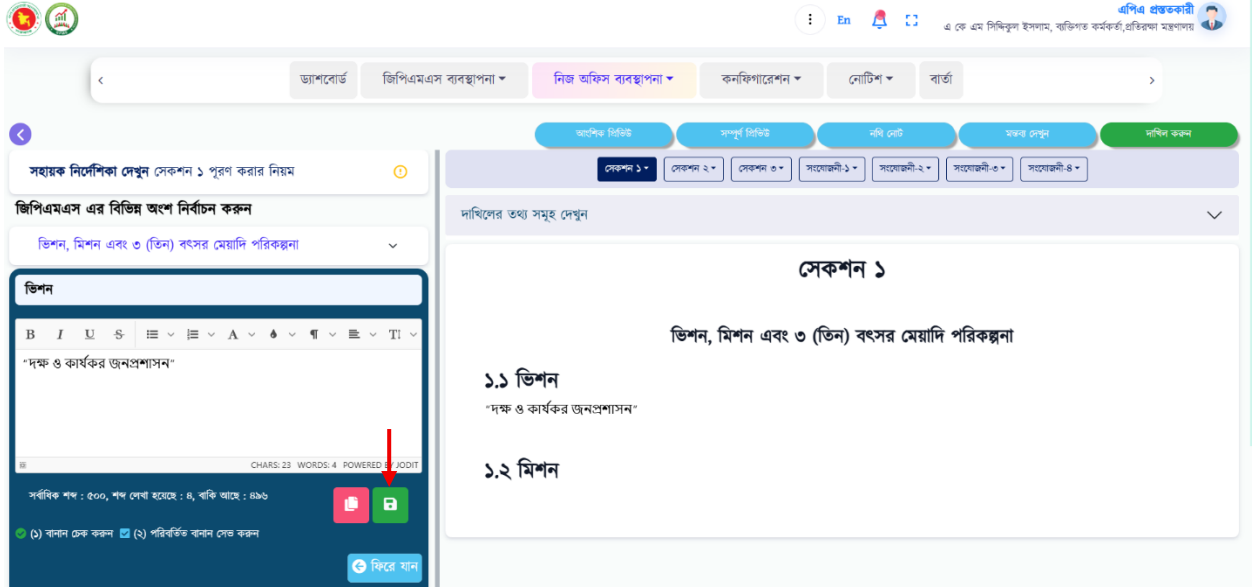 এপিএ প্রস্ততকারী
En
এ কে এম সিদ্দিকুল ইসলাম, ব্যক্তিগত কর্মকর্তা,প্রতিরক্ষা মন্ত্রণালয়
ড্যাশবোর্ড জিপিএমএস ব্যবস্থাপনা নিজ অফিস ব্যবস্থাপনা কনফিগারেশন নোটিশ বার্তা
আংশিক প্রিভিউ সম্পূর্ণ প্রিভিউ নথি নোট মন্তব্য দেখুন দাখিল করুন
সহায়ক নির্দেশিকা দেখুন সেকশন ১ পূরণ করার নিয়ম
সেকশন ১ সেকশন ২ সেকশন ৩ সংযোজনী-১ সংযোজনী-২ সংযোজনী-৩ সংযোজনী-৪
জিপিএমএস এর বিভিন্ন অংশ নির্বাচন করুন
দাখিলের তথ্য সমূহ দেখুন
ভিশন, মিশন এবং ৩ (তিন) বৎসর মেয়াদি পরিকল্পনা
সেকশন ১
ভিশন
B I U S A ¶ TI
ভিশন, মিশন এবং ৩ (তিন) বৎসর মেয়াদি পরিকল্পনা
"দক্ষ ও কার্যকর জনপ্রশাসন"
১.১ ভিশন
"দক্ষ ও কার্যকর জনপ্রশাসন"
CHARS: 23 WORDS: 4 POWERED BY JODIT
১.২ মিশন
সর্বাধিক শব্দ : ৫০০, শব্দ লেখা হয়েছে : ৪, বাকি আছে : ৪৯৬
(১) বানান চেক করুন (২) পরিবর্তিত বানান সেভ করুন
ফিরে যান